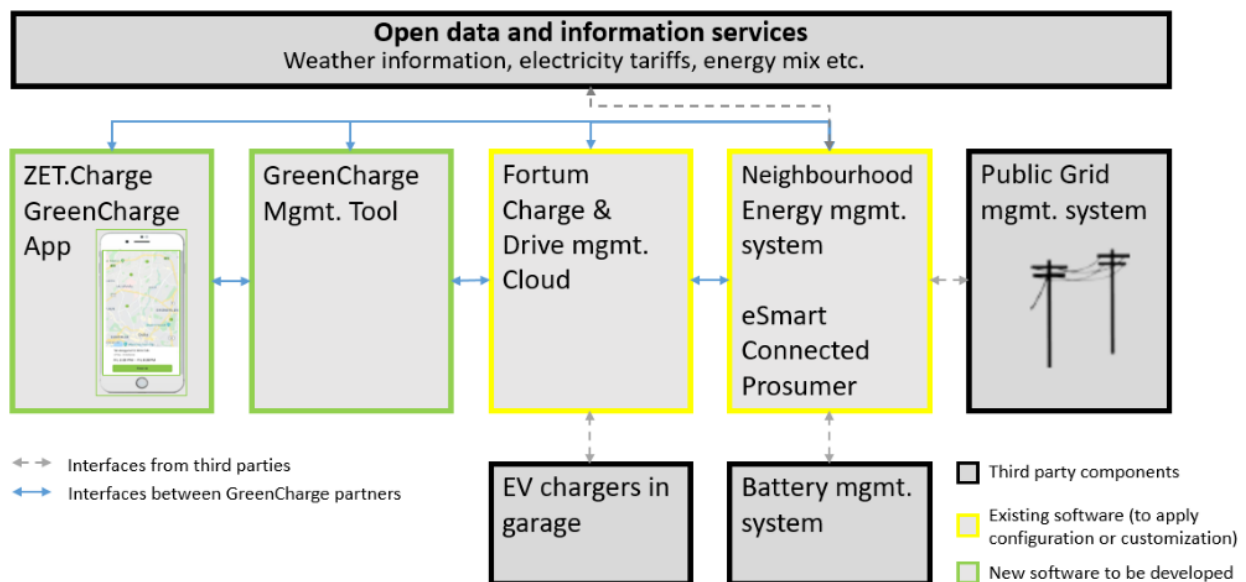 Open data and information services
Weather information, electricity tariffs, energy mix etc.
ZET.Charge
GreenCharge
App
GreenCharge
Mgmt. Tool
Fortum
Charge &
Drive mgmt.
Cloud
Neighbourhood
Energy mgmt.
system
eSmart
Connected
Prosumer
Public Grid
mgmt. system
Interfaces from third parties
Interfaces between GreenCharge partners
EV chargers in
garage
Battery mgmt.
system
Third party components
Existing software (to apply
configuration or customization)
New software to be developed